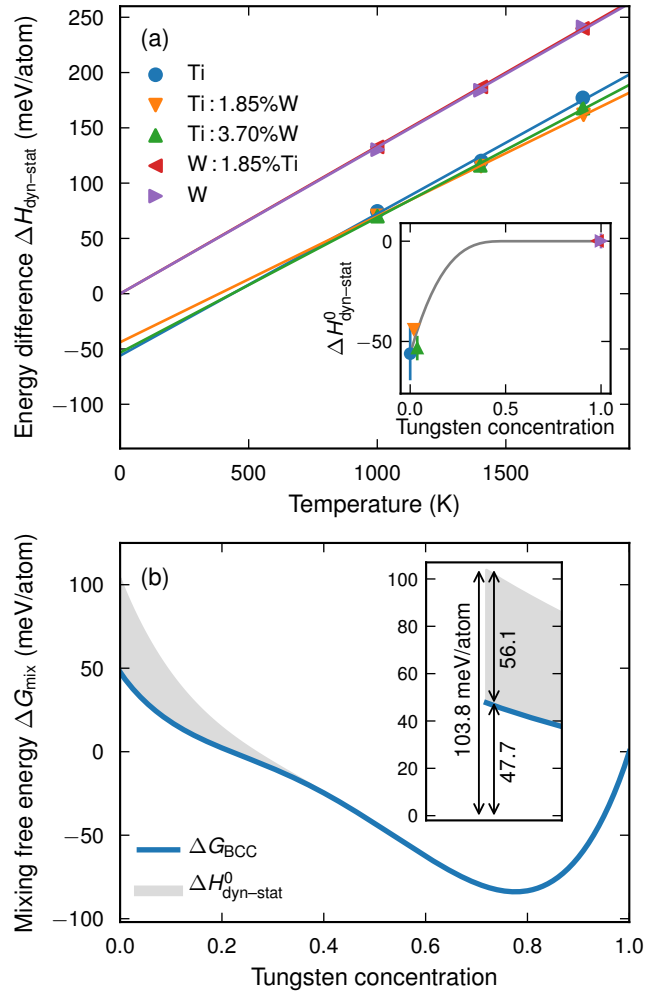 (a)
Energy difference ΔH_dyn−stat (meV/atom)
250
200
150
100
50
0
−50
−100
Ti
Ti : 1.85%W
Ti : 3.70%W
W : 1.85%Ti
W
ΔH⁰_dyn−stat
0
−50
0.0
0.5
1.0
Tungsten concentration
0
500
1000
1500
Temperature (K)
(b)
Mixing free energy ΔG_mix (meV/atom)
100
50
0
−50
−100
100
80
60
40
20
0
103.8 meV/atom
56.1
47.7
ΔG_BCC
ΔH⁰_dyn−stat
0.0
0.2
0.4
0.6
0.8
1.0
Tungsten concentration